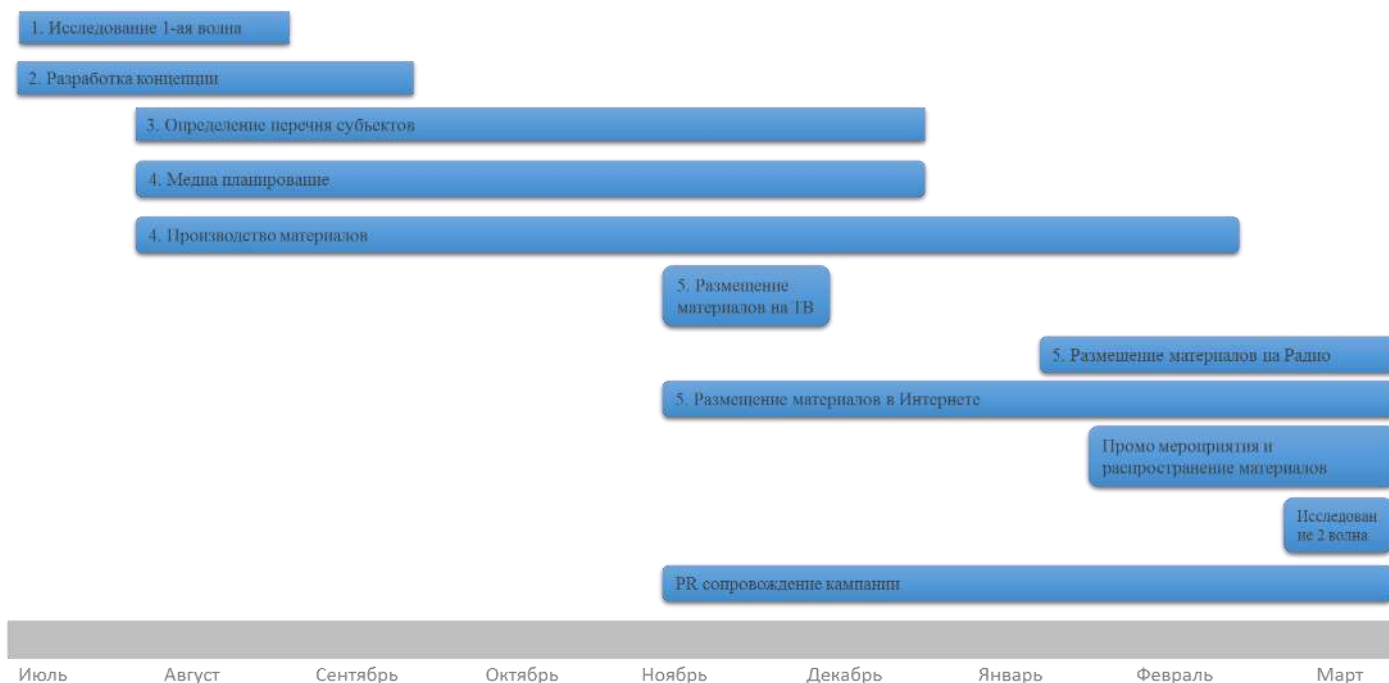 1. Исследование 1-ая волна
2. Разработка концепции
3. Определение перечня субъектов
4. Медиа планирование
4. Производство материалов
5. Размещение
материалов на ТВ
5. Размещение материалов на Радио
5. Размещение материалов в Интернете
Промо мероприятия и
распространение материалов
Исследован
ие 2 волна
PR сопровождение кампании
Июль Август Сентябрь Октябрь Ноябрь Декабрь Январь Февраль Март